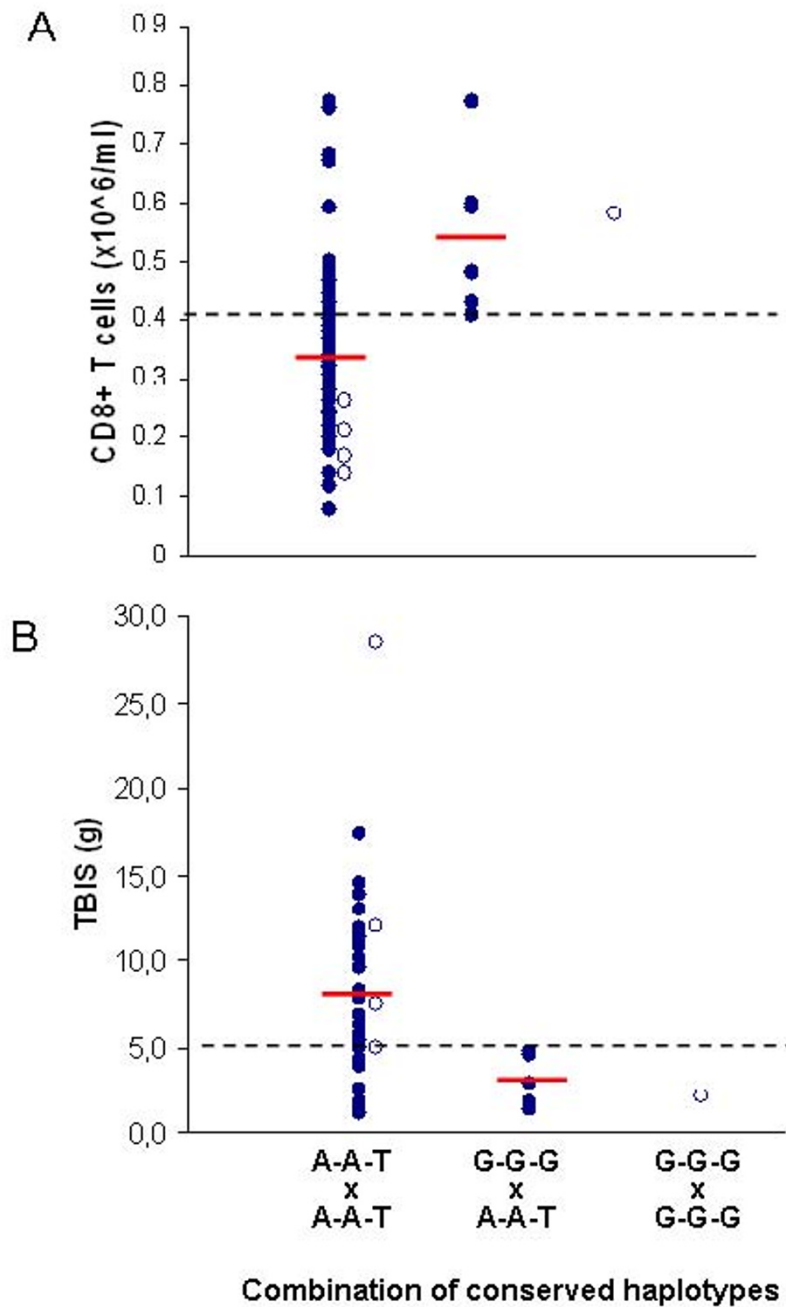 A
CD8+ T cells (x10^6/ml)
0.9
0.8
0.7
0.6
0.5
0.4
0.3
0.2
0.1
0
B
TBIS (g)
30,0
25,0
20,0
15,0
10,0
5,0
0,0
A-A-T G-G-G G-G-G
x x x
A-A-T A-A-T G-G-G
Combination of conserved haplotypes